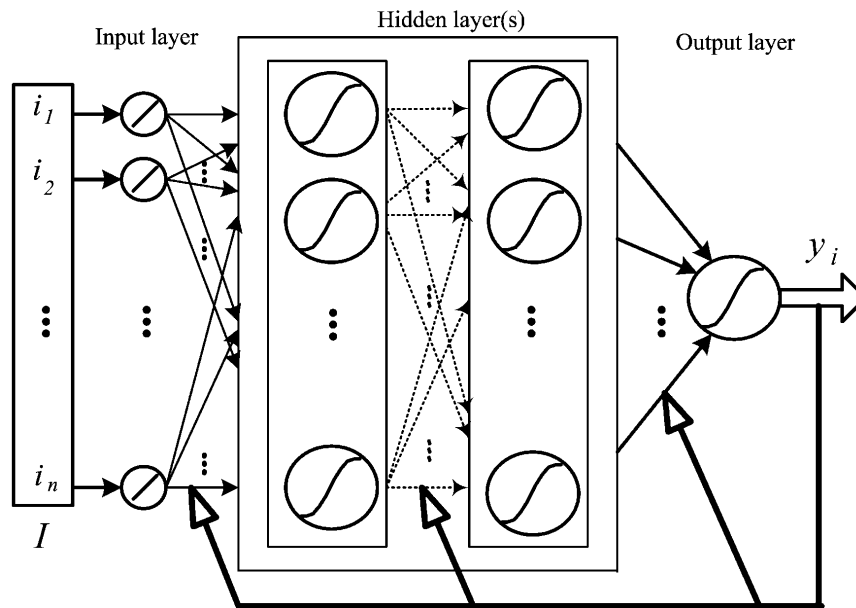 Hidden layer(s)
Input layer
Output layer
i1
i2
in
I
yi